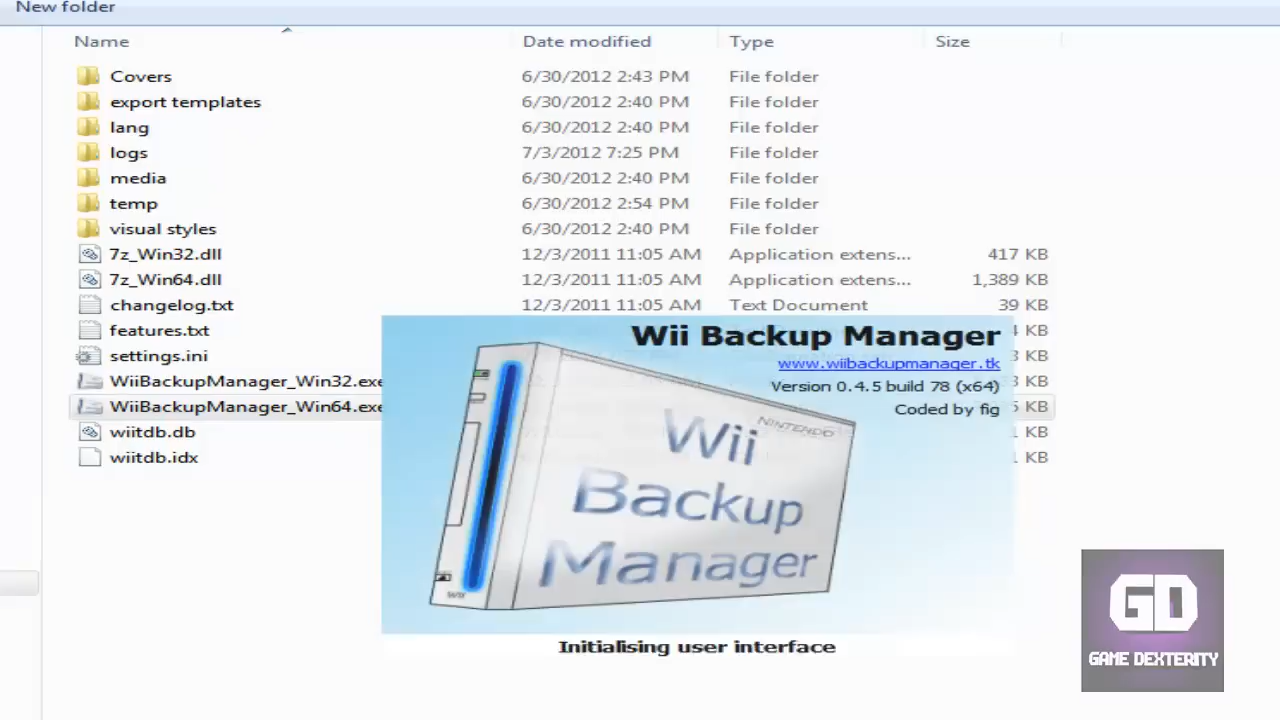 New folder
Name Date modified Type Size
Covers 6/30/2012 2:43 PM File folder
export templates 6/30/2012 2:40 PM File folder
lang 6/30/2012 2:40 PM File folder
logs 7/3/2012 7:25 PM File folder
media 6/30/2012 2:40 PM File folder
temp 6/30/2012 2:54 PM File folder
visual styles 6/30/2012 2:40 PM File folder
7z_Win32.dll 12/3/2011 11:05 AM Application extens... 417 KB
7z_Win64.dll 12/3/2011 11:05 AM Application extens... 1,389 KB
changelog.txt 12/3/2011 11:05 AM Text Document 39 KB
features.txt KB
settings.ini KB
WiiBackupManager_Win32.exe KB
WiiBackupManager_Win64.exe KB
wiitdb.db KB
wiitdb.idx KB
Wii Backup Manager
www.wiibackupmanager.tk
Version 0.4.5 build 78 (x64)
Coded by fig
NINTENDO
Wii
Backup
Manager
Wii
Initialising user interface
GD
GAME DEXTERITY